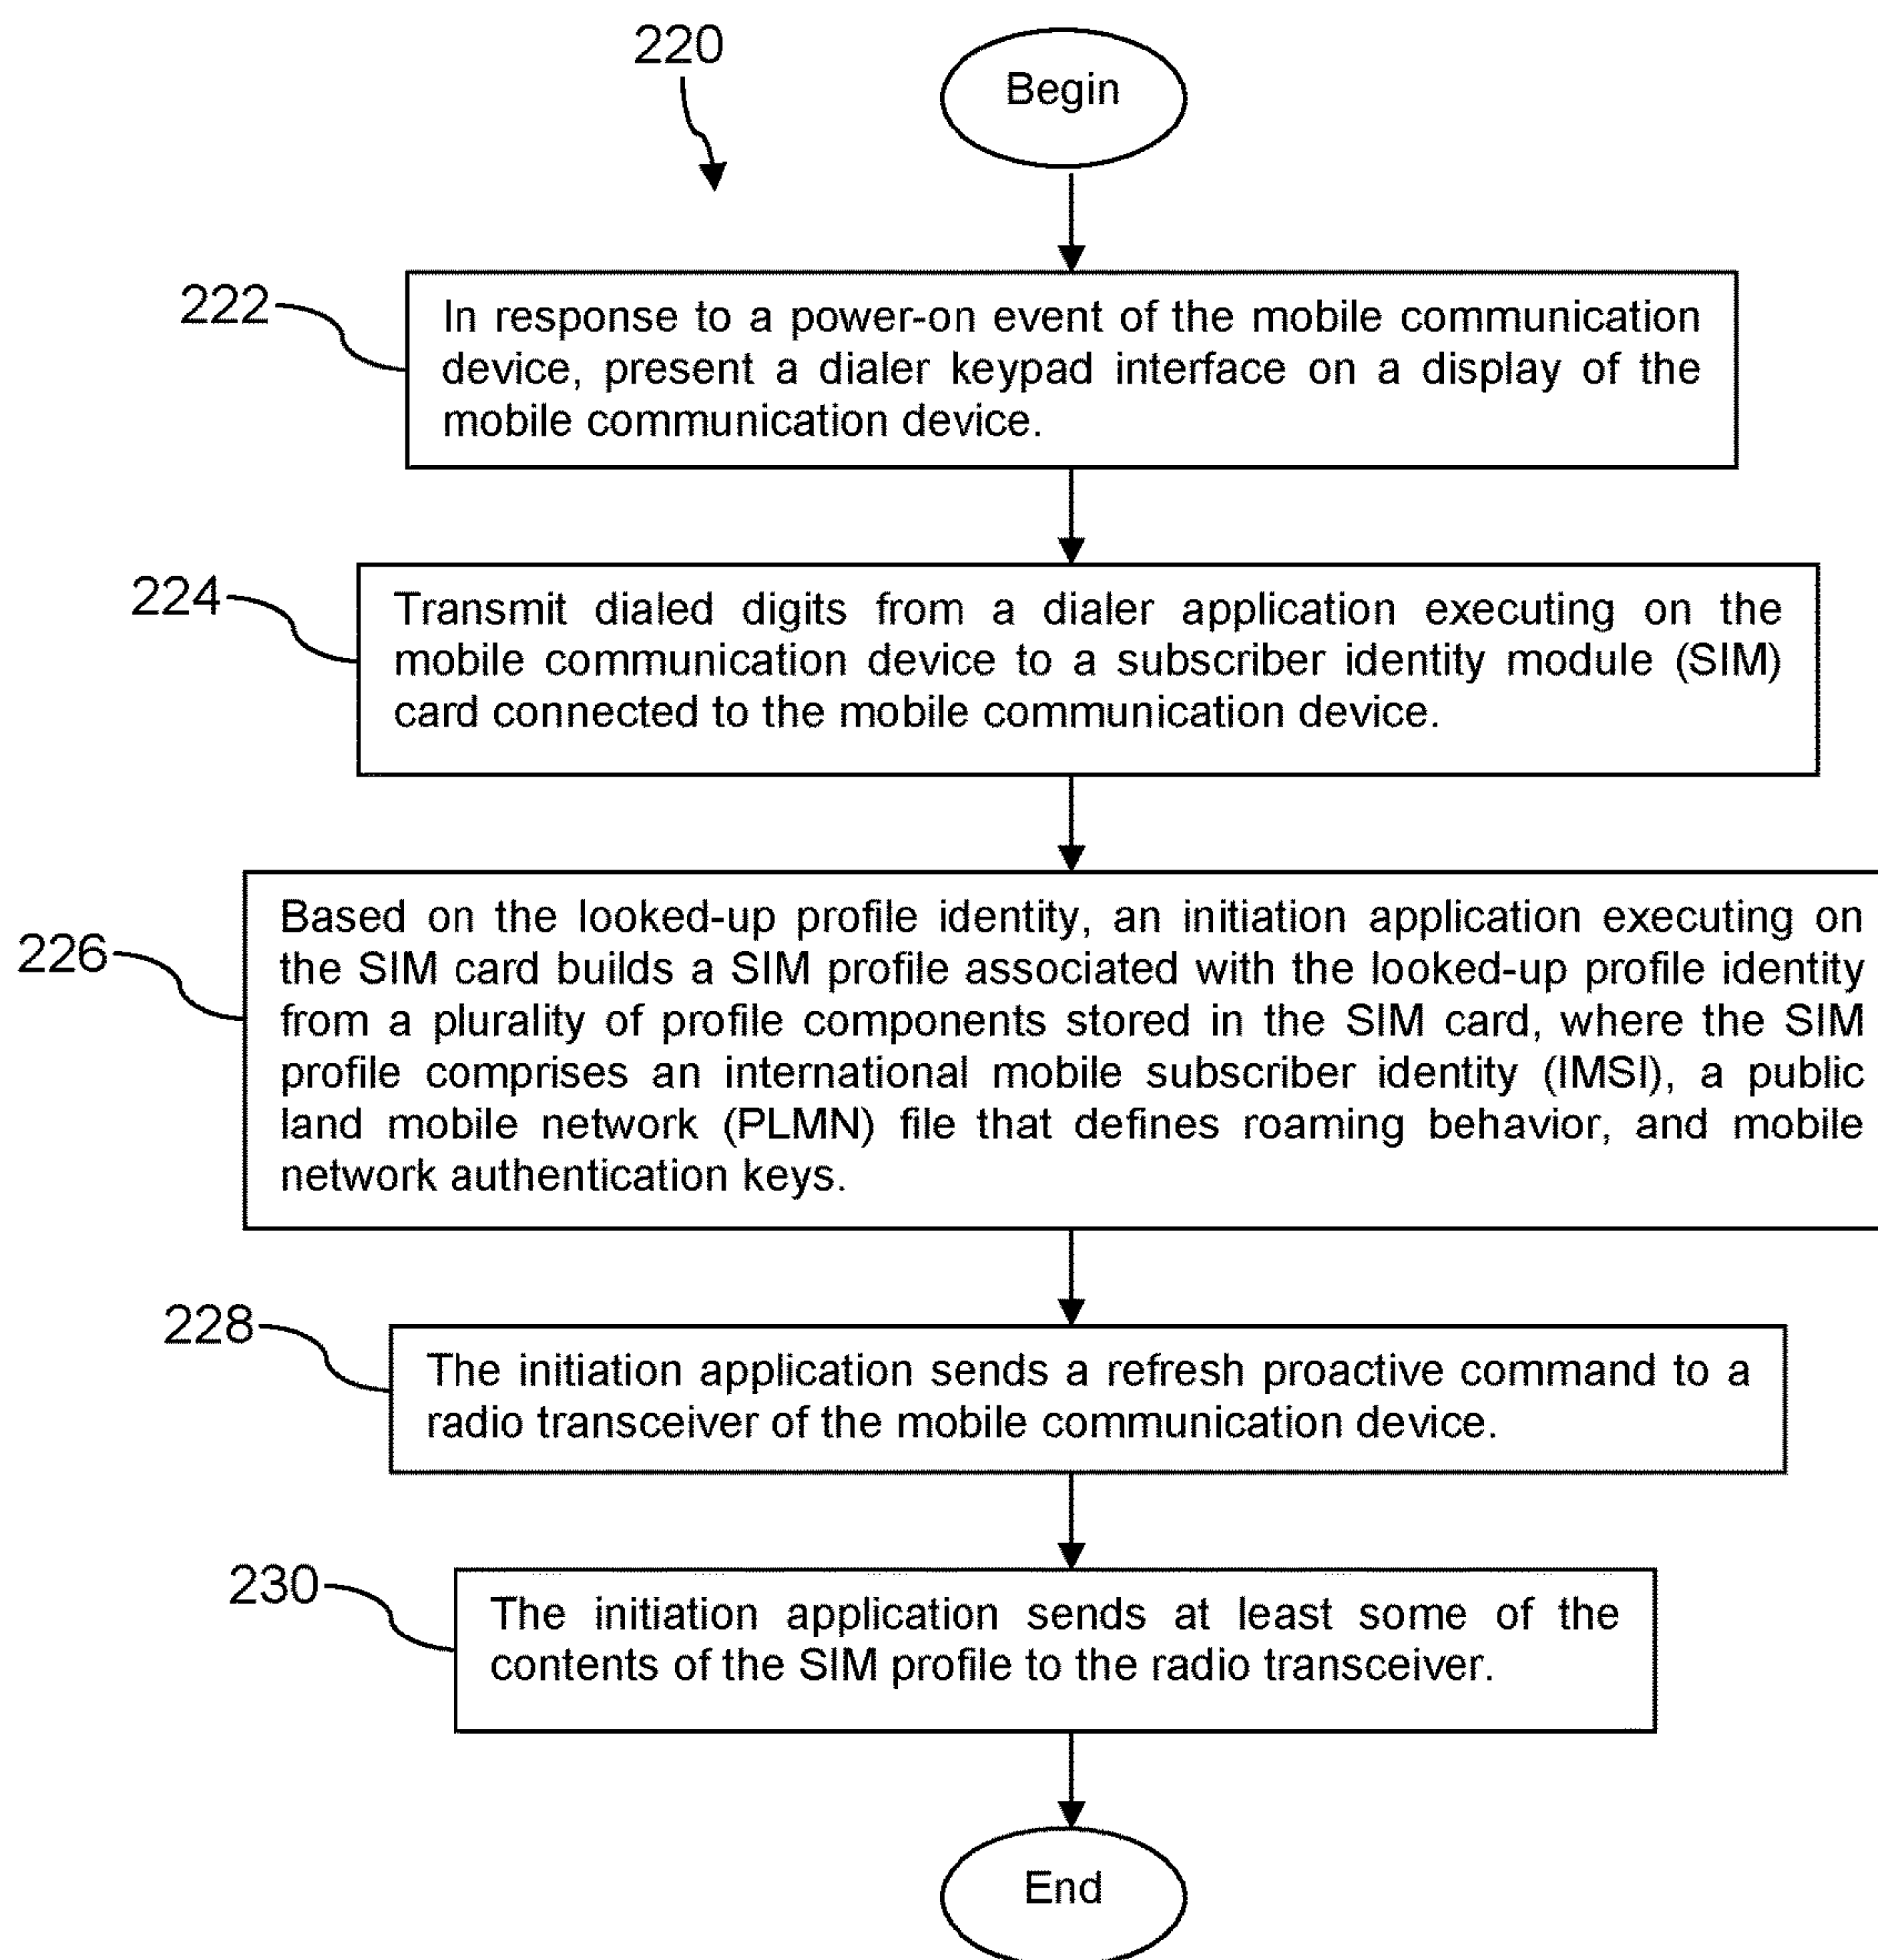 220
Begin
222
In response to a power-on event of the mobile communication
device, present a dialer keypad interface on a display of the
mobile communication device.
224
Transmit dialed digits from a dialer application executing on the
mobile communication device to a subscriber identity module (SIM)
card connected to the mobile communication device.
226
Based on the looked-up profile identity, an initiation application executing on
the SIM card builds a SIM profile associated with the looked-up profile identity
from a plurality of profile components stored in the SIM card, where the SIM
profile comprises an international mobile subscriber identity (IMSI), a public
land mobile network (PLMN) file that defines roaming behavior, and mobile
network authentication keys.
228
The initiation application sends a refresh proactive command to a
radio transceiver of the mobile communication device.
230
The initiation application sends at least some of the
contents of the SIM profile to the radio transceiver.
End